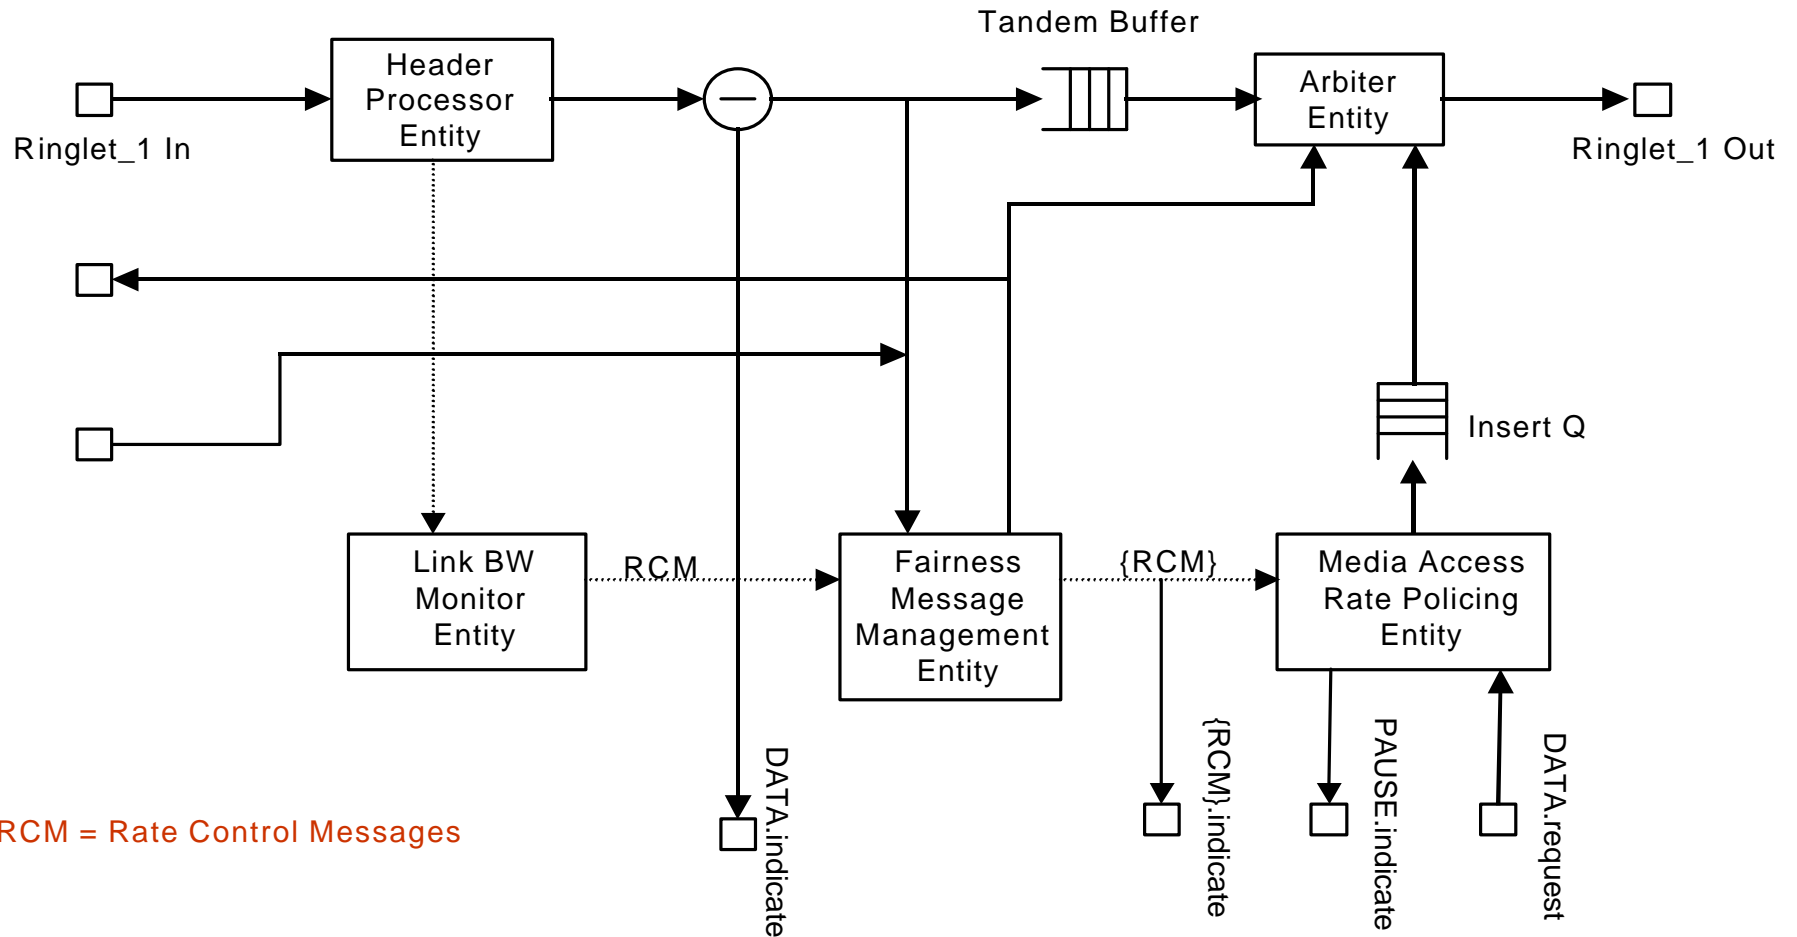 Tandem Buffer
Header
Processor
Entity
Arbiter
Entity
Ringlet_1 In
Ringlet_1 Out
Insert Q
Link BW
Monitor
Entity
RCM
Fairness
Message
Management
Entity
{RCM}
Media Access
Rate Policing
Entity
DATA.indicate
{RCM}.indicate
PAUSE.indicate
DATA.request
RCM = Rate Control Messages